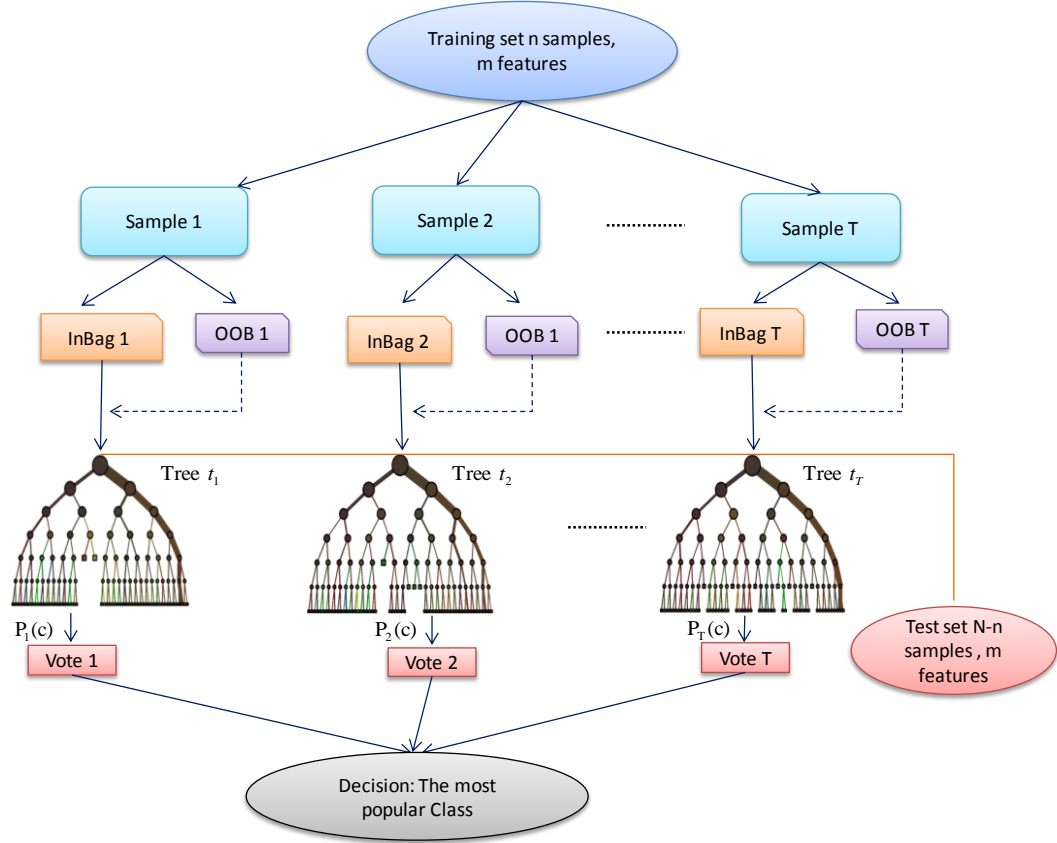 Training set n samples,
m features
Sample 1
Sample 2
Sample T
InBag 1
OOB 1
InBag 2
OOB 1
InBag T
OOB T
Tree t1
Tree t2
Tree tT
P1(c)
P2(c)
PT(c)
Vote 1
Vote 2
Vote T
Test set N-n
samples , m
features
Decision: The most
popular Class